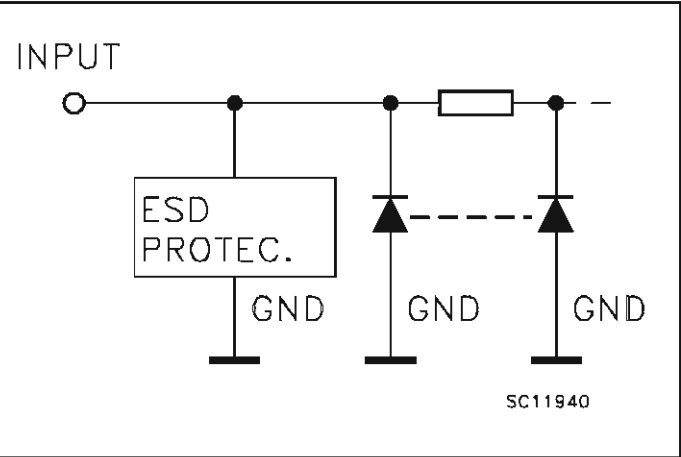 INPUT
ESD
PROTEC.
GND
GND
GND
SC11940